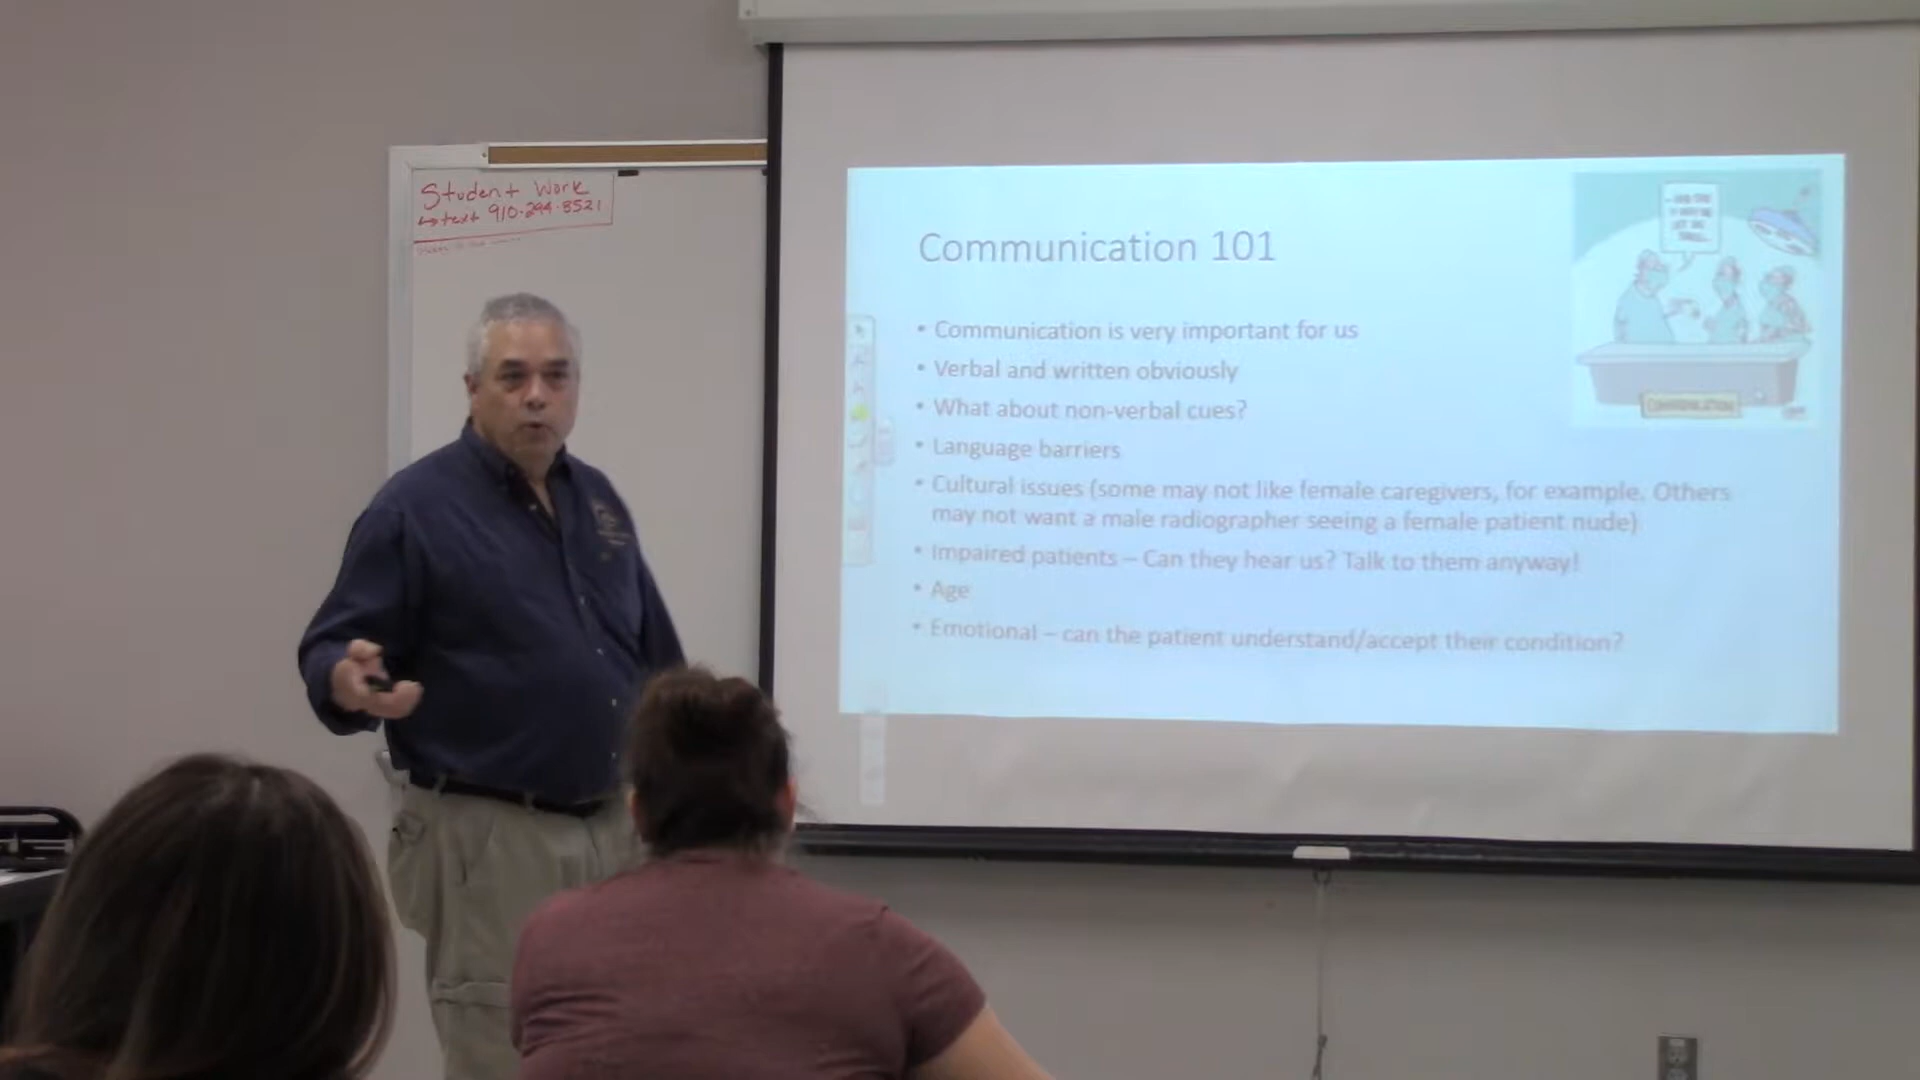 Student Work
↳ text 910-294-8521
Communication 101
• Communication is very important for us
• Verbal and written obviously
• What about non-verbal cues?
• Language barriers
• Cultural issues (some may not like female caregivers, for example. Others
may not want a male radiographer seeing a female patient nude)
• Impaired patients – Can they hear us? Talk to them anyway!
• Age
• Emotional – can the patient understand/accept their condition?